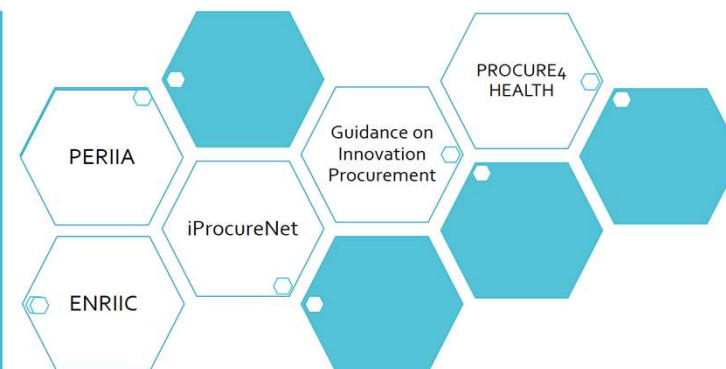 PROCURE4
HEALTH
PERIIA
Guidance on
Innovation
Procurement
iProcureNet
ENRIIC